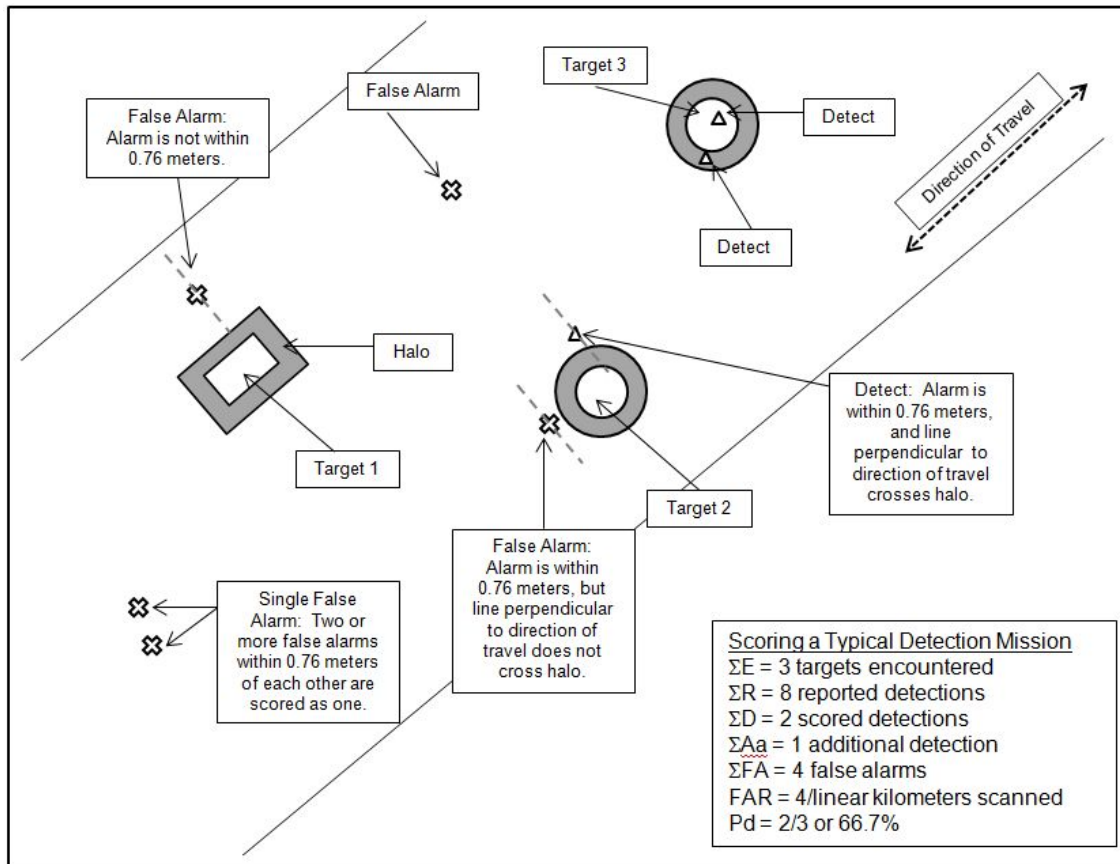 Target 3
False Alarm
Detect
False Alarm:
Alarm is not within
0.76 meters.
Direction of Travel
Detect
Halo
Detect: Alarm is
within 0.76 meters,
and line
perpendicular to
direction of travel
crosses halo.
Target 1
Target 2
False Alarm:
Alarm is within
0.76 meters, but
line perpendicular
to direction of
travel does not
cross halo.
Single False
Alarm: Two or
more false alarms
within 0.76 meters
of each other are
scored as one.
Scoring a Typical Detection Mission
ΣE = 3 targets encountered
ΣR = 8 reported detections
ΣD = 2 scored detections
ΣAa = 1 additional detection
ΣFA = 4 false alarms
FAR = 4/linear kilometers scanned
Pd = 2/3 or 66.7%